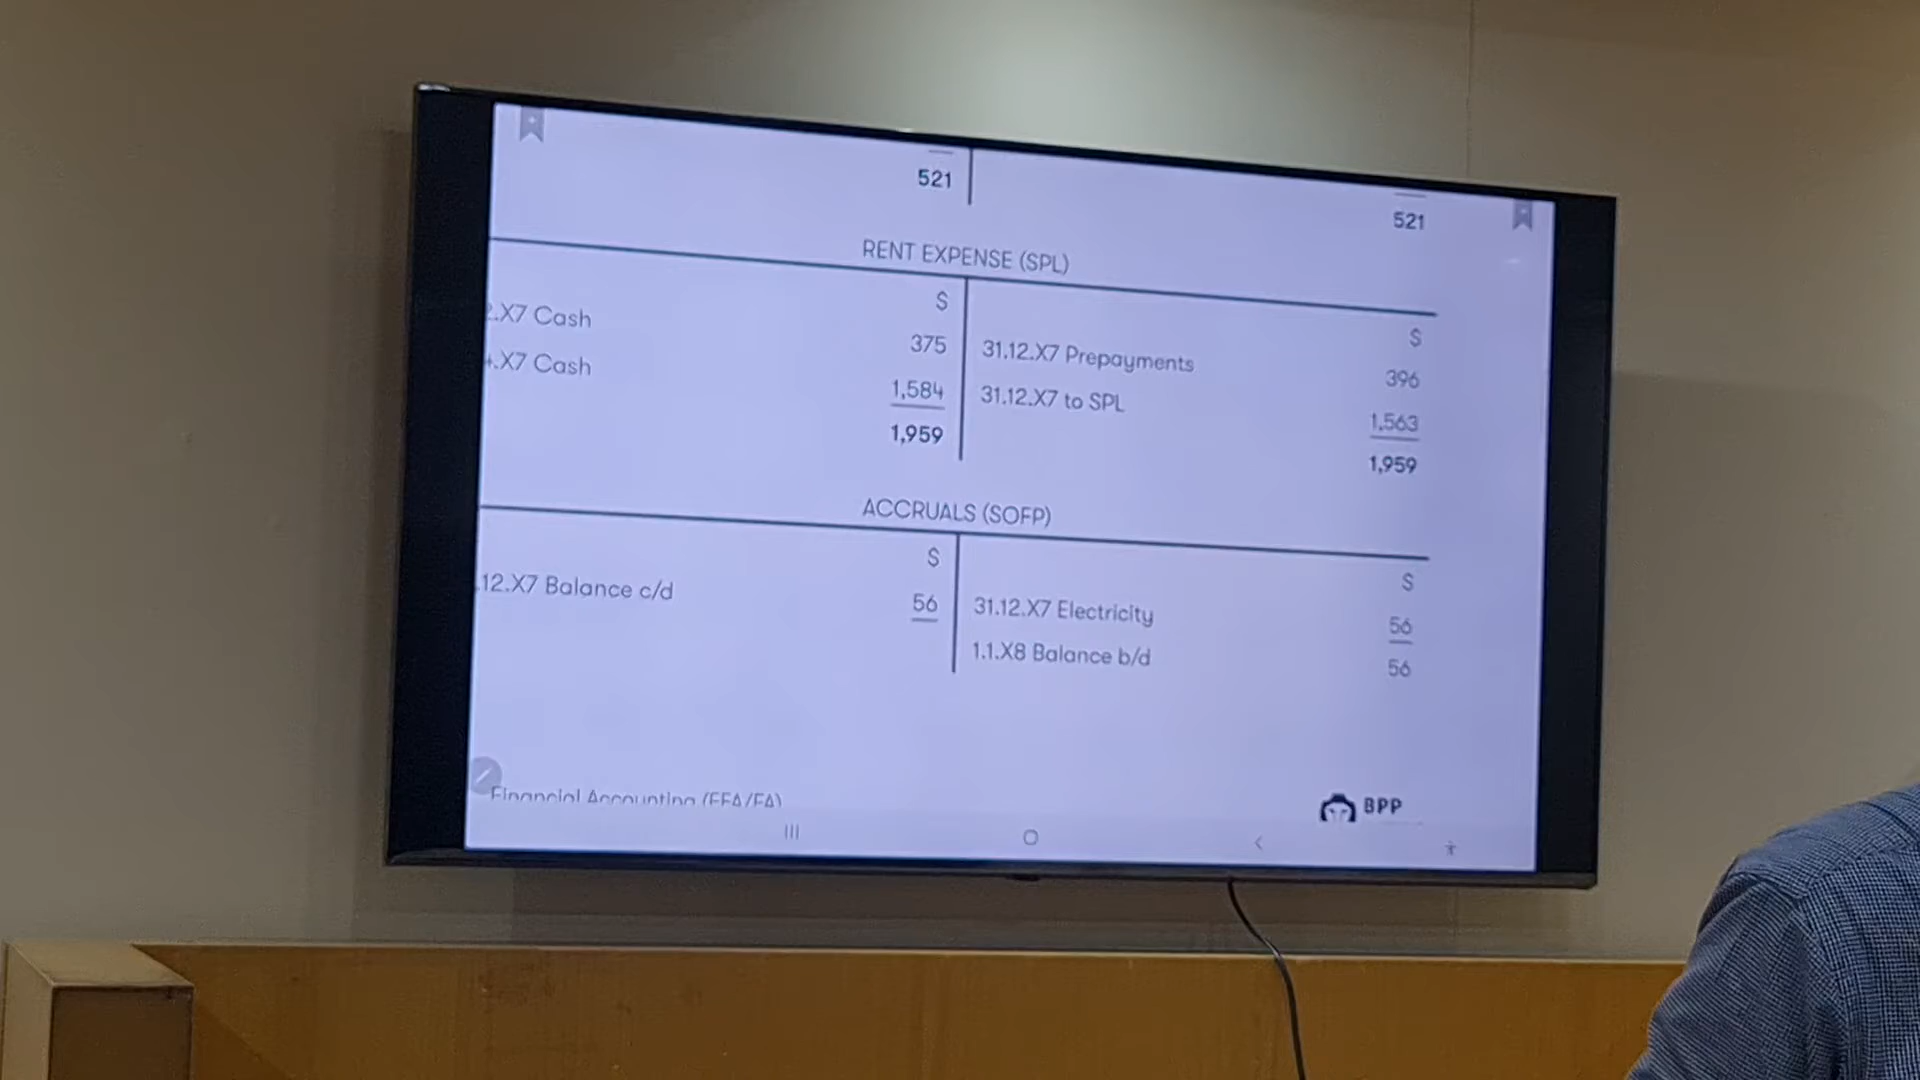 521
521
RENT EXPENSE (SPL)
$ $
.X7 Cash 375 31.12.X7 Prepayments 396
.X7 Cash 1,584 31.12.X7 to SPL 1,563
1,959 1,959
ACCRUALS (SOFP)
$ $
.12.X7 Balance c/d 56 31.12.X7 Electricity 56
1.1.X8 Balance b/d 56
Financial Accounting (FFA/FA)
BPP